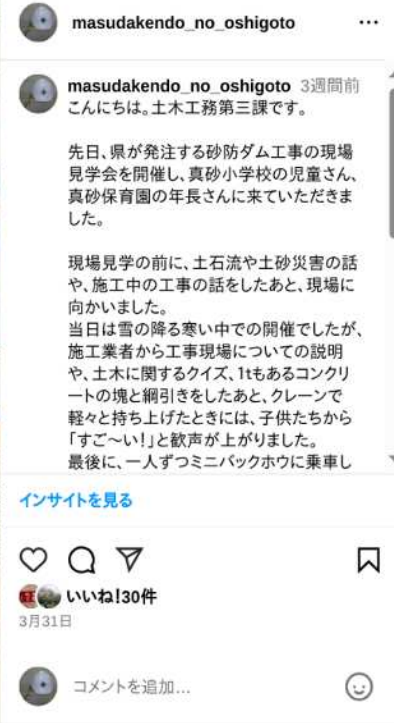 masudakendo_no_oshigoto
masudakendo_no_oshigoto 3週間前
こんにちは。土木工務第三課です。
先日、県が発注する砂防ダム工事の現場
見学会を開催し、真砂小学校の児童さん、
真砂保育園の年長さんに来ていただきま
した。
現場見学の前に、土石流や土砂災害の話
や、施工中の工事の話をしたあと、現場に
向かいました。
当日は雪の降る寒い中での開催でしたが、
施工業者から工事現場についての説明
や、土木に関するクイズ、1tもあるコンクリ
ートの塊と綱引きをしたあと、クレーンで
軽々と持ち上げたときには、子供たちから
「すご～い!」と歓声が上がりました。
最後に、一人ずつミニバックホウに乗車し
インサイトを見る
いいね!30件
3月31日
コメントを追加...